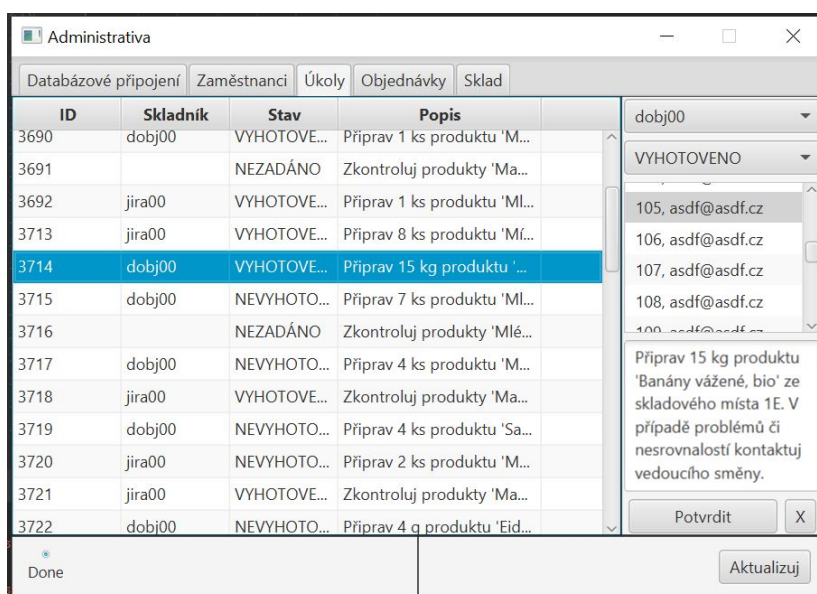 Administrativa
Databázové připojení Zaměstnanci Úkoly Objednávky Sklad
ID Skladník Stav Popis
3690 dobj00 VYHOTOVE... Připrav 1 ks produktu 'M...
3691 NEZADÁNO Zkontroluj produkty 'Ma...
3692 jira00 VYHOTOVE... Připrav 1 ks produktu 'Ml...
3713 jira00 VYHOTOVE... Připrav 8 ks produktu 'Mí...
3714 dobj00 VYHOTOVE... Připrav 15 kg produktu '...
3715 dobj00 NEVYHOTO... Připrav 7 ks produktu 'Ml...
3716 NEZADÁNO Zkontroluj produkty 'Mlé...
3717 dobj00 NEVYHOTO... Připrav 4 ks produktu 'M...
3718 jira00 VYHOTOVE... Zkontroluj produkty 'Ma...
3719 dobj00 NEVYHOTO... Připrav 4 ks produktu 'Sa...
3720 jira00 NEVYHOTO... Připrav 2 ks produktu 'M...
3721 jira00 VYHOTOVE... Zkontroluj produkty 'Ma...
3722 dobj00 NEVYHOTO... Připrav 4 g produktu 'Eid...
dobj00
VYHOTOVENO
105, asdf@asdf.cz
106, asdf@asdf.cz
107, asdf@asdf.cz
108, asdf@asdf.cz
109, asdf@asdf.cz
Připrav 15 kg produktu
'Banány vážené, bio' ze
skladového místa 1E. V
případě problémů či
nesrovnalostí kontaktuj
vedoucího směny.
Potvrdit X
Done
Aktualizuj